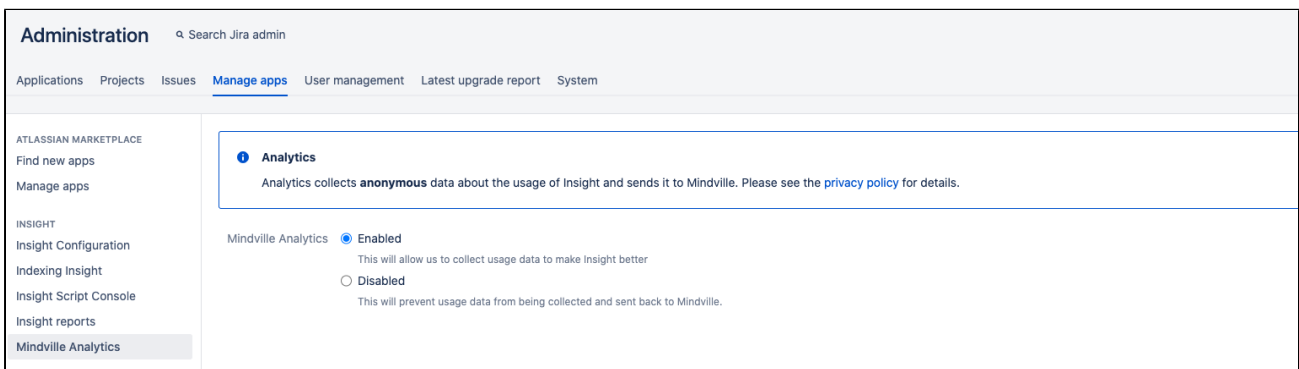 Administration
Search Jira admin
Applications Projects Issues Manage apps User management Latest upgrade report System
ATLASSIAN MARKETPLACE
Find new apps
Manage apps
INSIGHT
Insight Configuration
Indexing Insight
Insight Script Console
Insight reports
Mindville Analytics
Analytics
Analytics collects anonymous data about the usage of Insight and sends it to Mindville. Please see the privacy policy for details.
Mindville Analytics Enabled
This will allow us to collect usage data to make Insight better
Disabled
This will prevent usage data from being collected and sent back to Mindville.